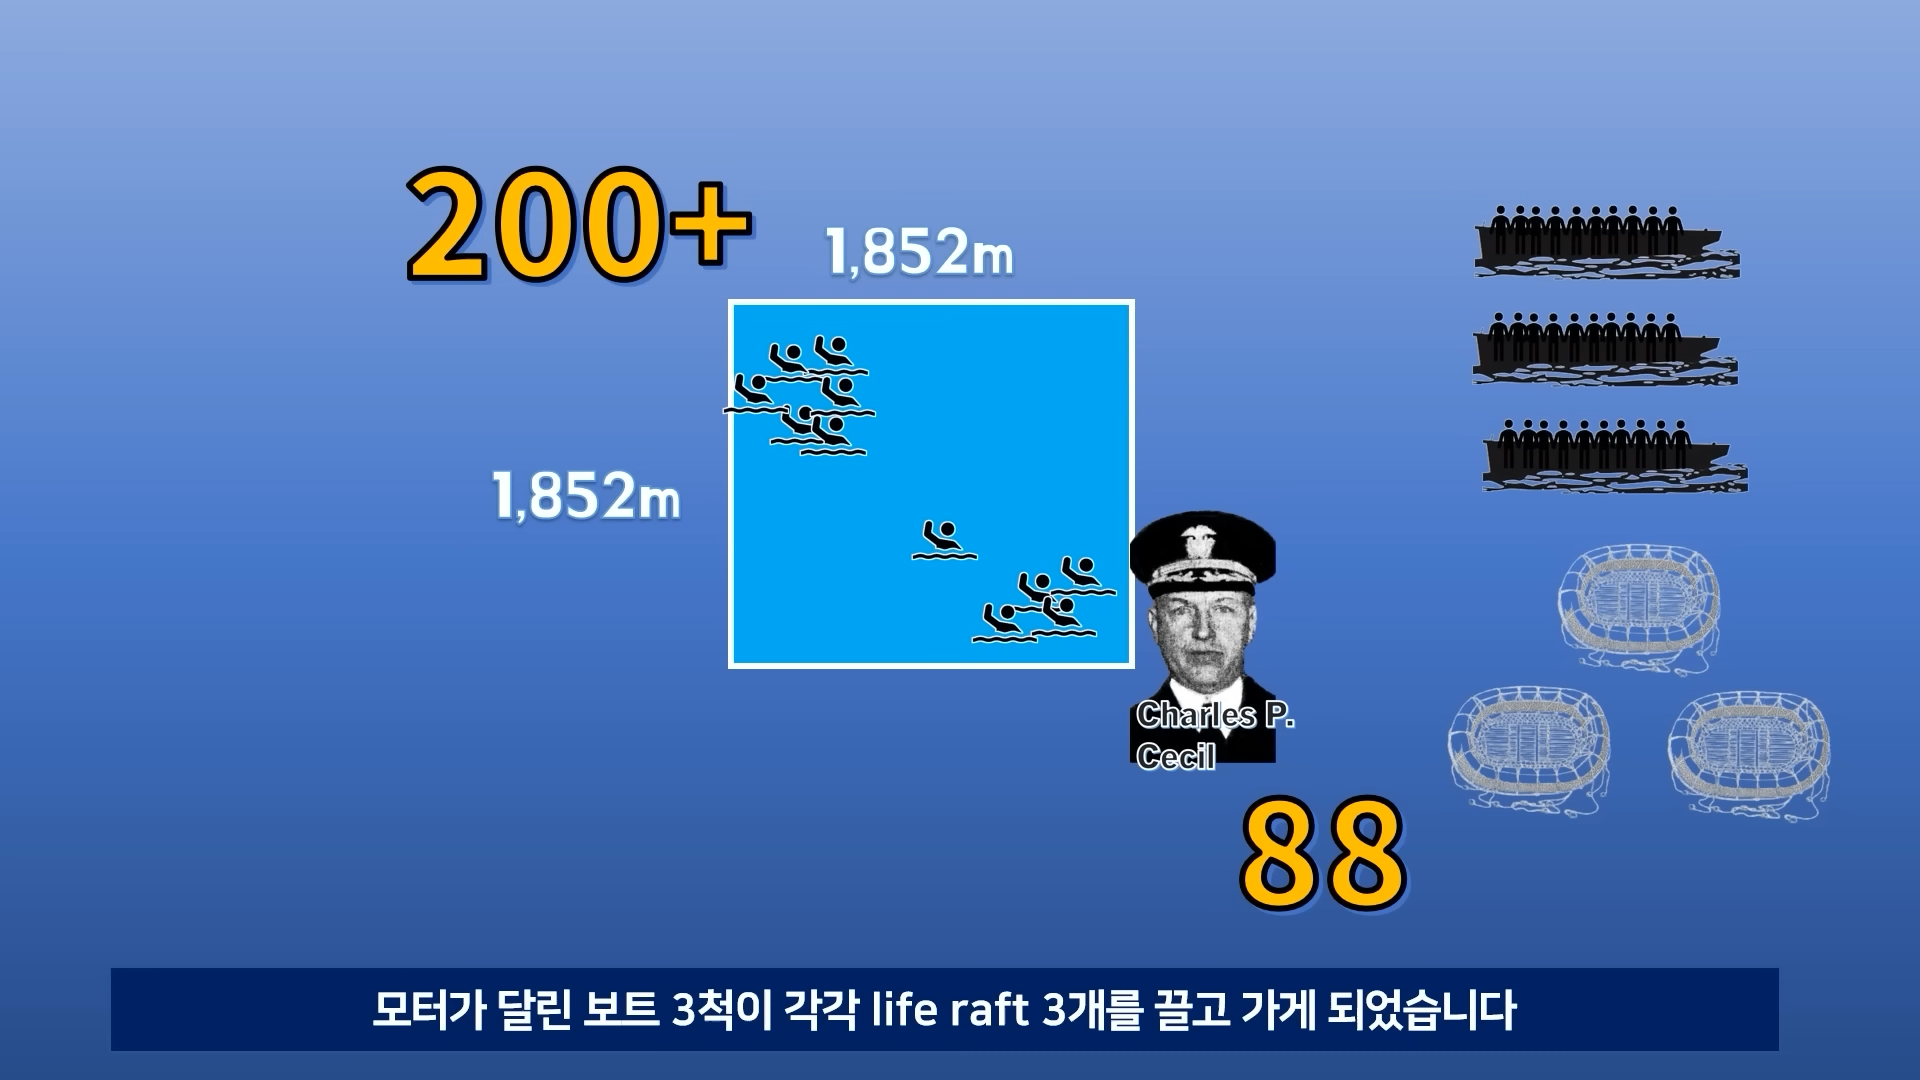 200+
1,852m
1,852m
Charles P.
Cecil
88
모터가 달린 보트 3척이 각각 life raft 3개를 끌고 가게 되었습니다